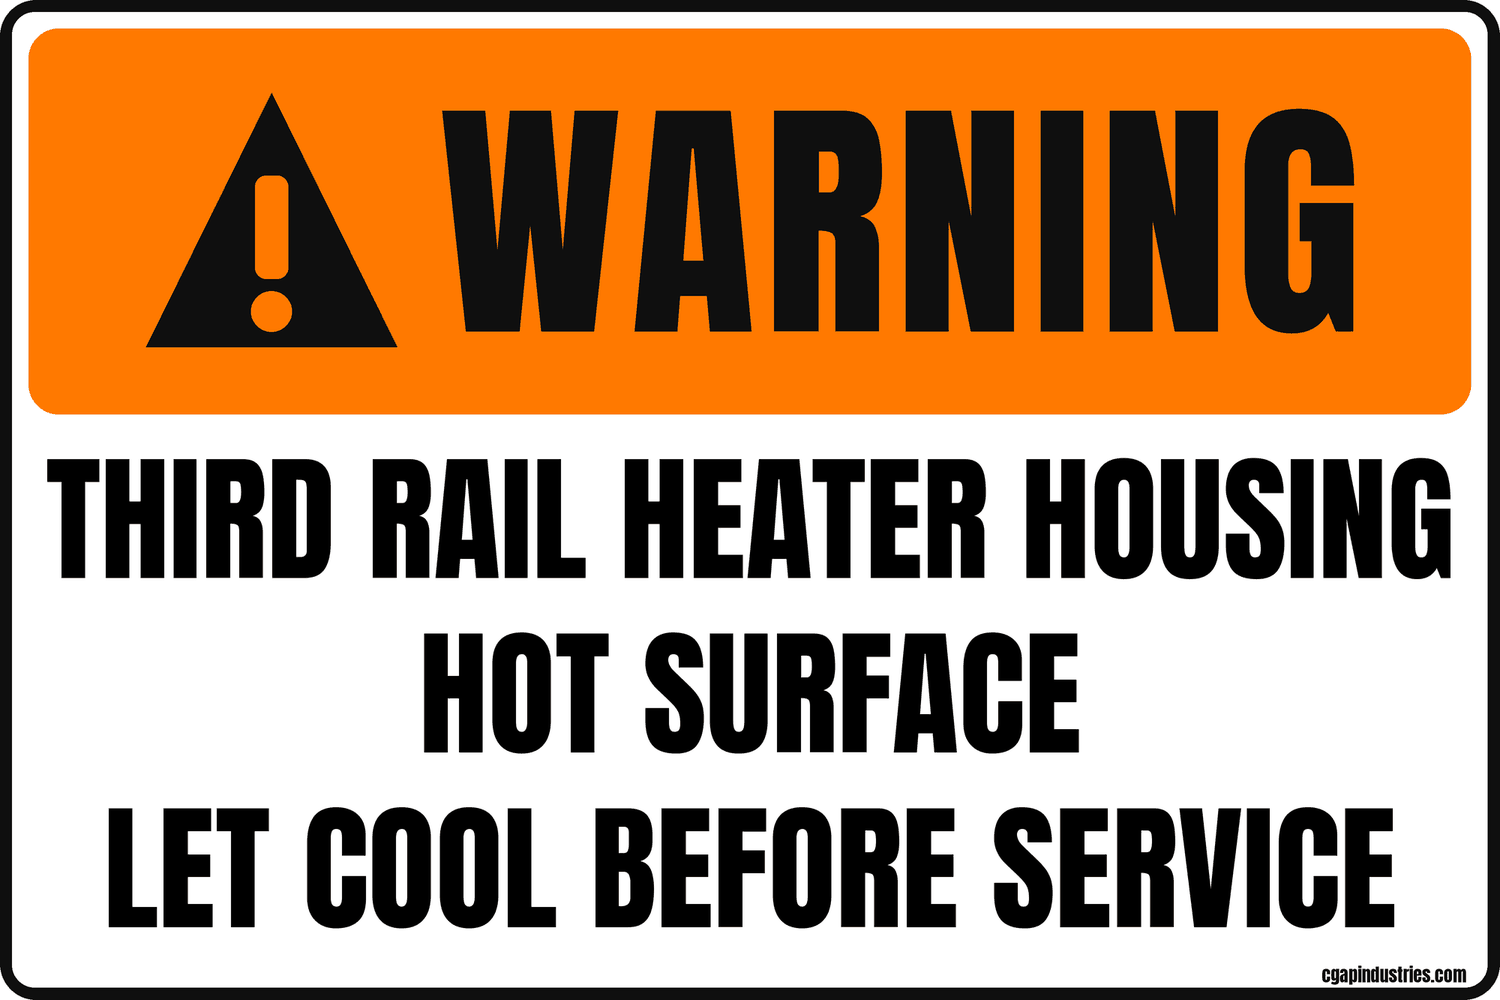 WARNING
THIRD RAIL HEATER HOUSING
HOT SURFACE
LET COOL BEFORE SERVICE
cgapindustries.com